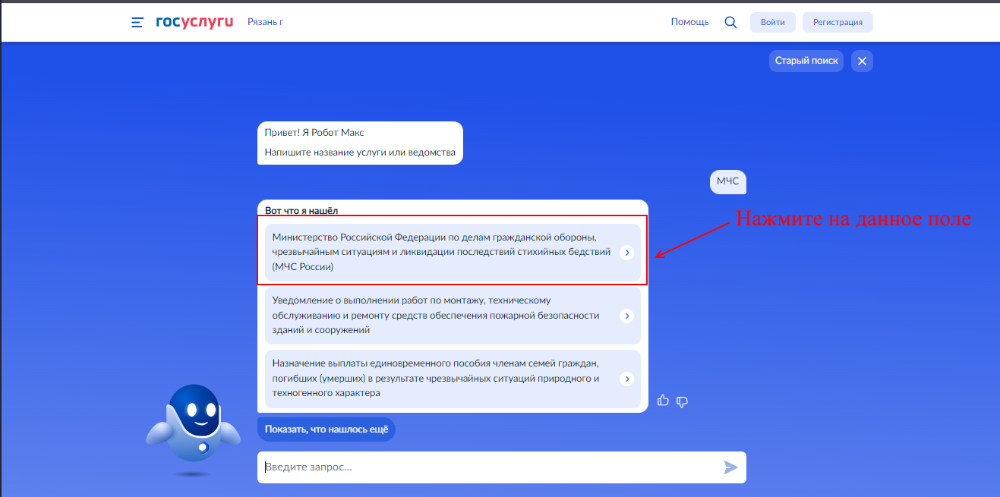 госуслуги Рязань г Помощь Войти Регистрация
Старый поиск
Привет! Я Робот Макс
Напишите название услуги или ведомства
МЧС
Вот что я нашёл
Нажмите на данное поле
Министерство Российской Федерации по делам гражданской обороны,
чрезвычайным ситуациям и ликвидации последствий стихийных бедствий
(МЧС России)
Уведомление о выполнении работ по монтажу, техническому
обслуживанию и ремонту средств обеспечения пожарной безопасности
зданий и сооружений
Назначение выплаты единовременного пособия членам семей граждан,
погибших (умерших) в результате чрезвычайных ситуаций природного и
техногенного характера
Показать, что нашлось ещё
Введите запрос...